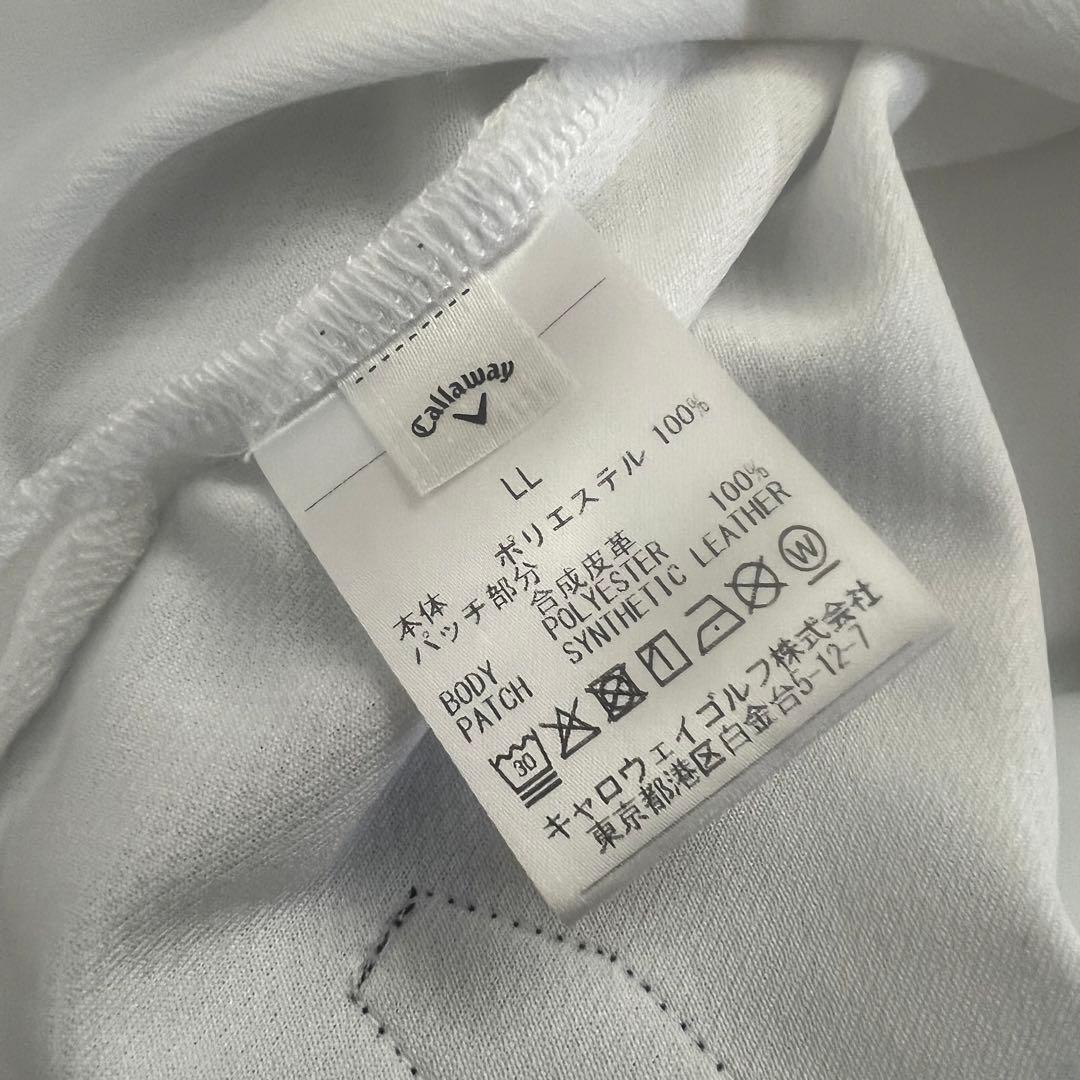 Callaway
LL
本体 ポリエステル 100%
パッチ部分 合成皮革
BODY POLYESTER 100%
PATCH SYNTHETIC LEATHER
30
W
キャロウェイゴルフ株式会社
東京都港区白金台5-12-7